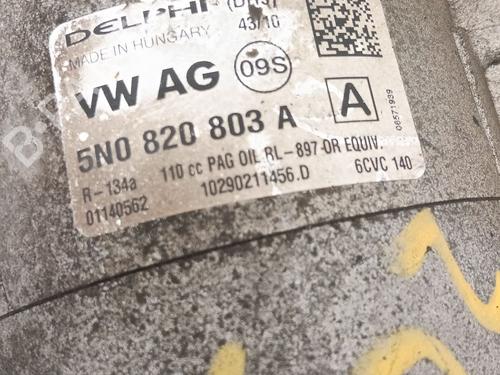 DELPHI (DHS)
MADE IN HUNGARY 43/10
VW AG 09S
5N0 820 803 A A
R-134a 110 cc PAG OIL RL-897 OR EQUIV.
01140562 10290211456.D 6CVC 140
08571939